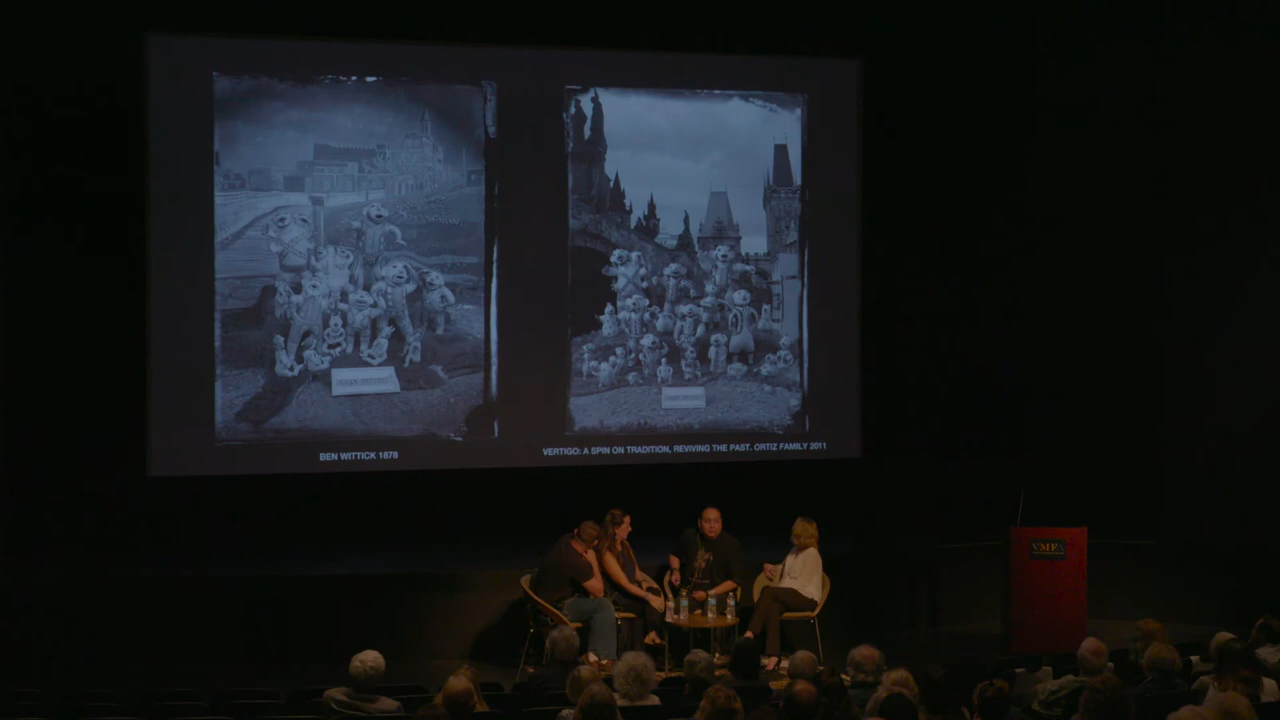 BEN WITTICK 1878
VERTIGO: A SPIN ON TRADITION, REVIVING THE PAST. ORTIZ FAMILY 2011
VMFA